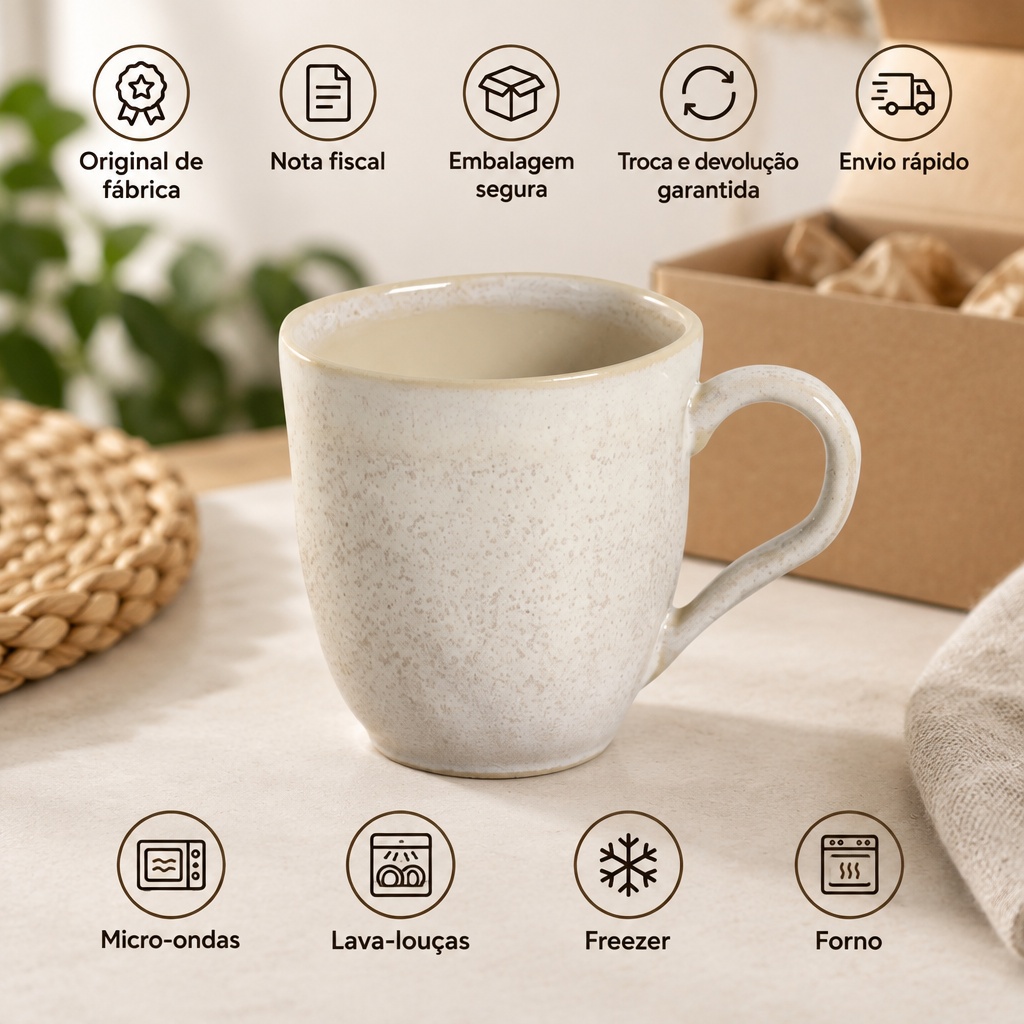 Original de
fábrica
Nota fiscal
Embalagem
segura
Troca e devolução
garantida
Envio rápido
Micro-ondas
Lava-louças
Freezer
Forno